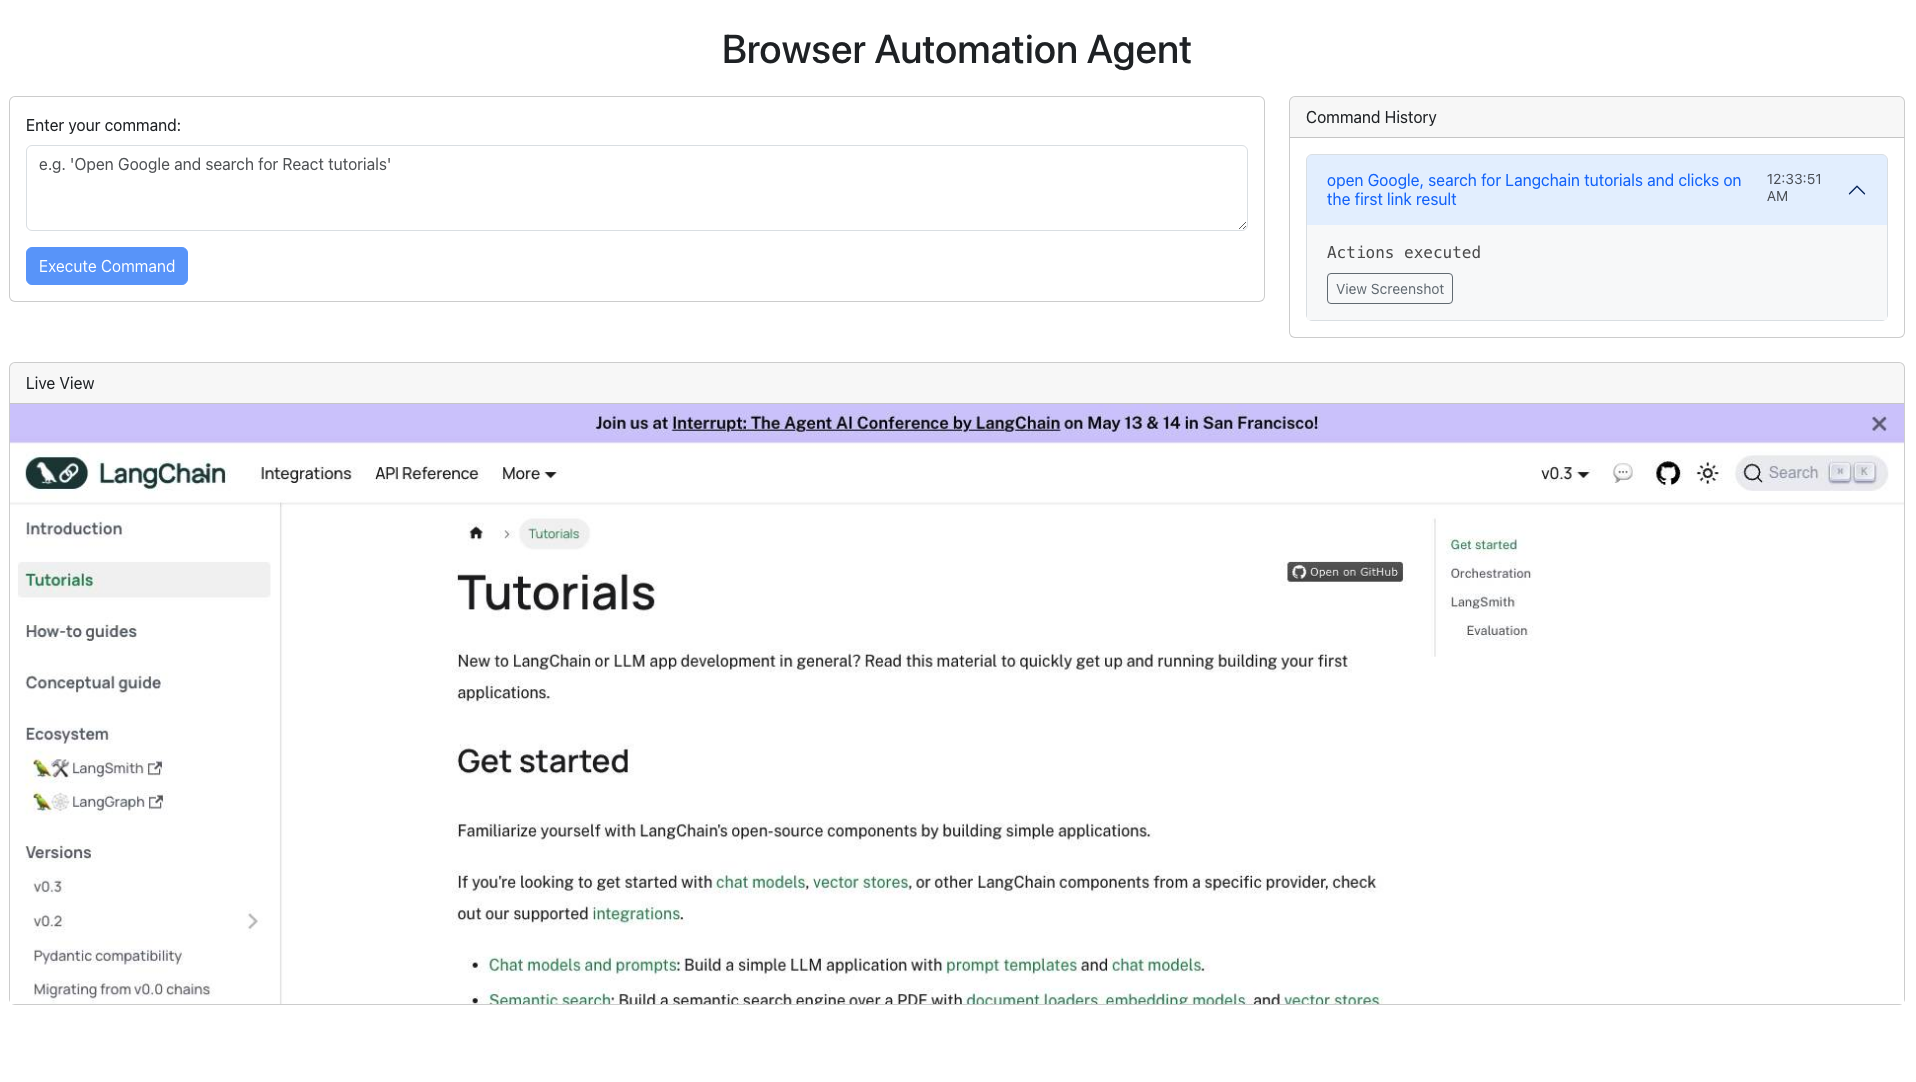 Browser Automation Agent
Enter your command:
e.g. 'Open Google and search for React tutorials'
Execute Command
Command History
open Google, search for Langchain tutorials and clicks on
the first link result
12:33:51
AM
Actions executed
View Screenshot
Live View
Join us at Interrupt: The Agent AI Conference by LangChain on May 13 & 14 in San Francisco!
LangChain
Integrations
API Reference
More
v0.3
Search
⌘ K
Introduction
Tutorials
How-to guides
Conceptual guide
Ecosystem
LangSmith
LangGraph
Versions
v0.3
v0.2
Pydantic compatibility
Migrating from v0.0 chains
Tutorials
Open on GitHub
Tutorials
New to LangChain or LLM app development in general? Read this material to quickly get up and running building your first
applications.
Get started
Familiarize yourself with LangChain's open-source components by building simple applications.
If you're looking to get started with chat models, vector stores, or other LangChain components from a specific provider, check
out our supported integrations.
• Chat models and prompts: Build a simple LLM application with prompt templates and chat models.
• Semantic search: Build a semantic search engine over a PDF with document loaders, embedding models, and vector stores
Get started
Orchestration
LangSmith
Evaluation